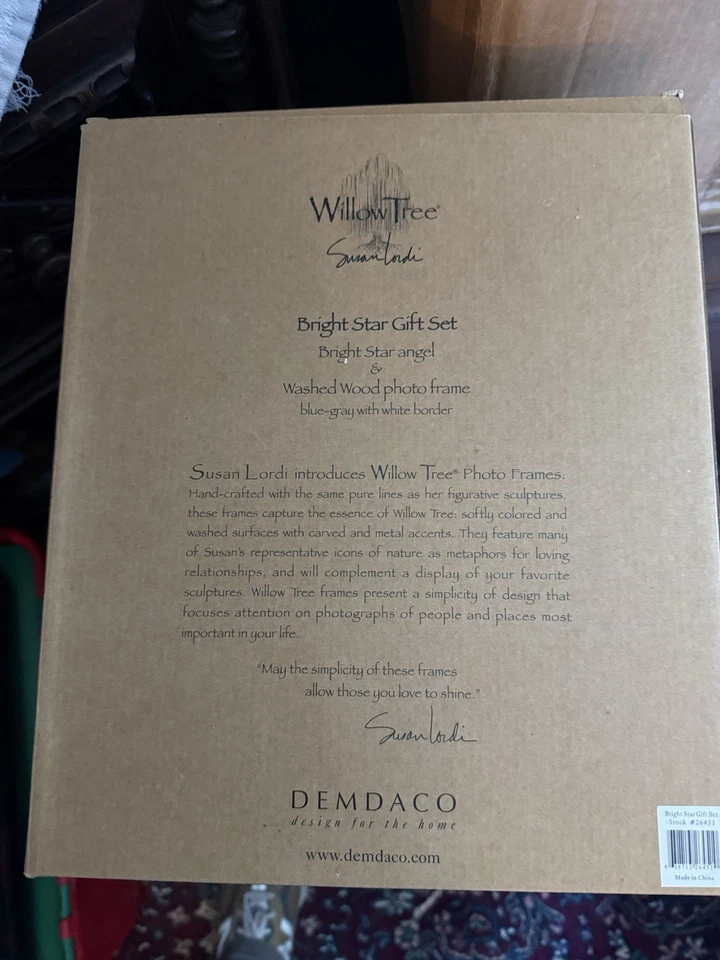 Willow Tree®
Susan Lordi
Bright Star Gift Set
Bright Star angel
&
Washed Wood photo frame
blue-gray with white border
Susan Lordi introduces Willow Tree® Photo Frames.
Hand-crafted with the same pure lines as her figurative sculptures,
these frames capture the essence of Willow Tree: softly colored and
washed surfaces with carved and metal accents. They feature many
of Susan's representative icons of nature as metaphors for loving
relationships, and will complement a display of your favorite
sculptures. Willow Tree frames present a simplicity of design that
focuses attention on photographs of people and places most
important in your life.
"May the simplicity of these frames
allow those you love to shine."
Susan Lordi
DEMDACO
design for the home
www.demdaco.com
Bright Star Gift Set
Stock #26451
Made in China